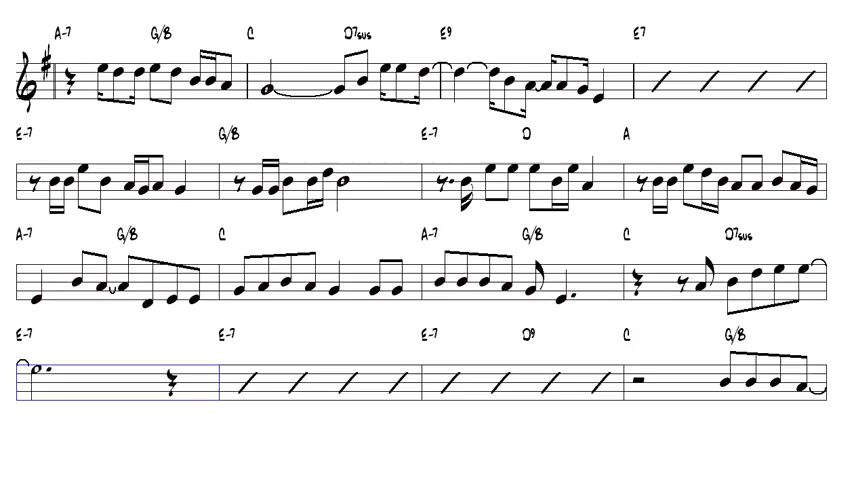 A-7 G/B C D7sus E9 E7
E-7 G/B E-7 D A
A-7 G/B C A-7 G/B C D7sus
E-7 E-7 E-7 D9 C G/B